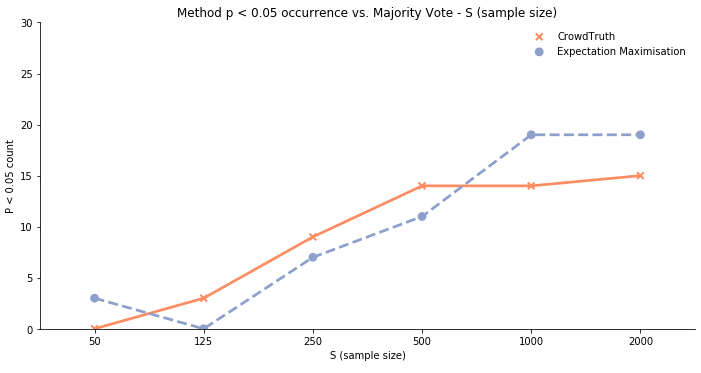 Method p < 0.05 occurrence vs. Majority Vote - S (sample size)
CrowdTruth
Expectation Maximisation
30
25
20
15
10
5
0
P < 0.05 count
50 125 250 500 1000 2000
S (sample size)